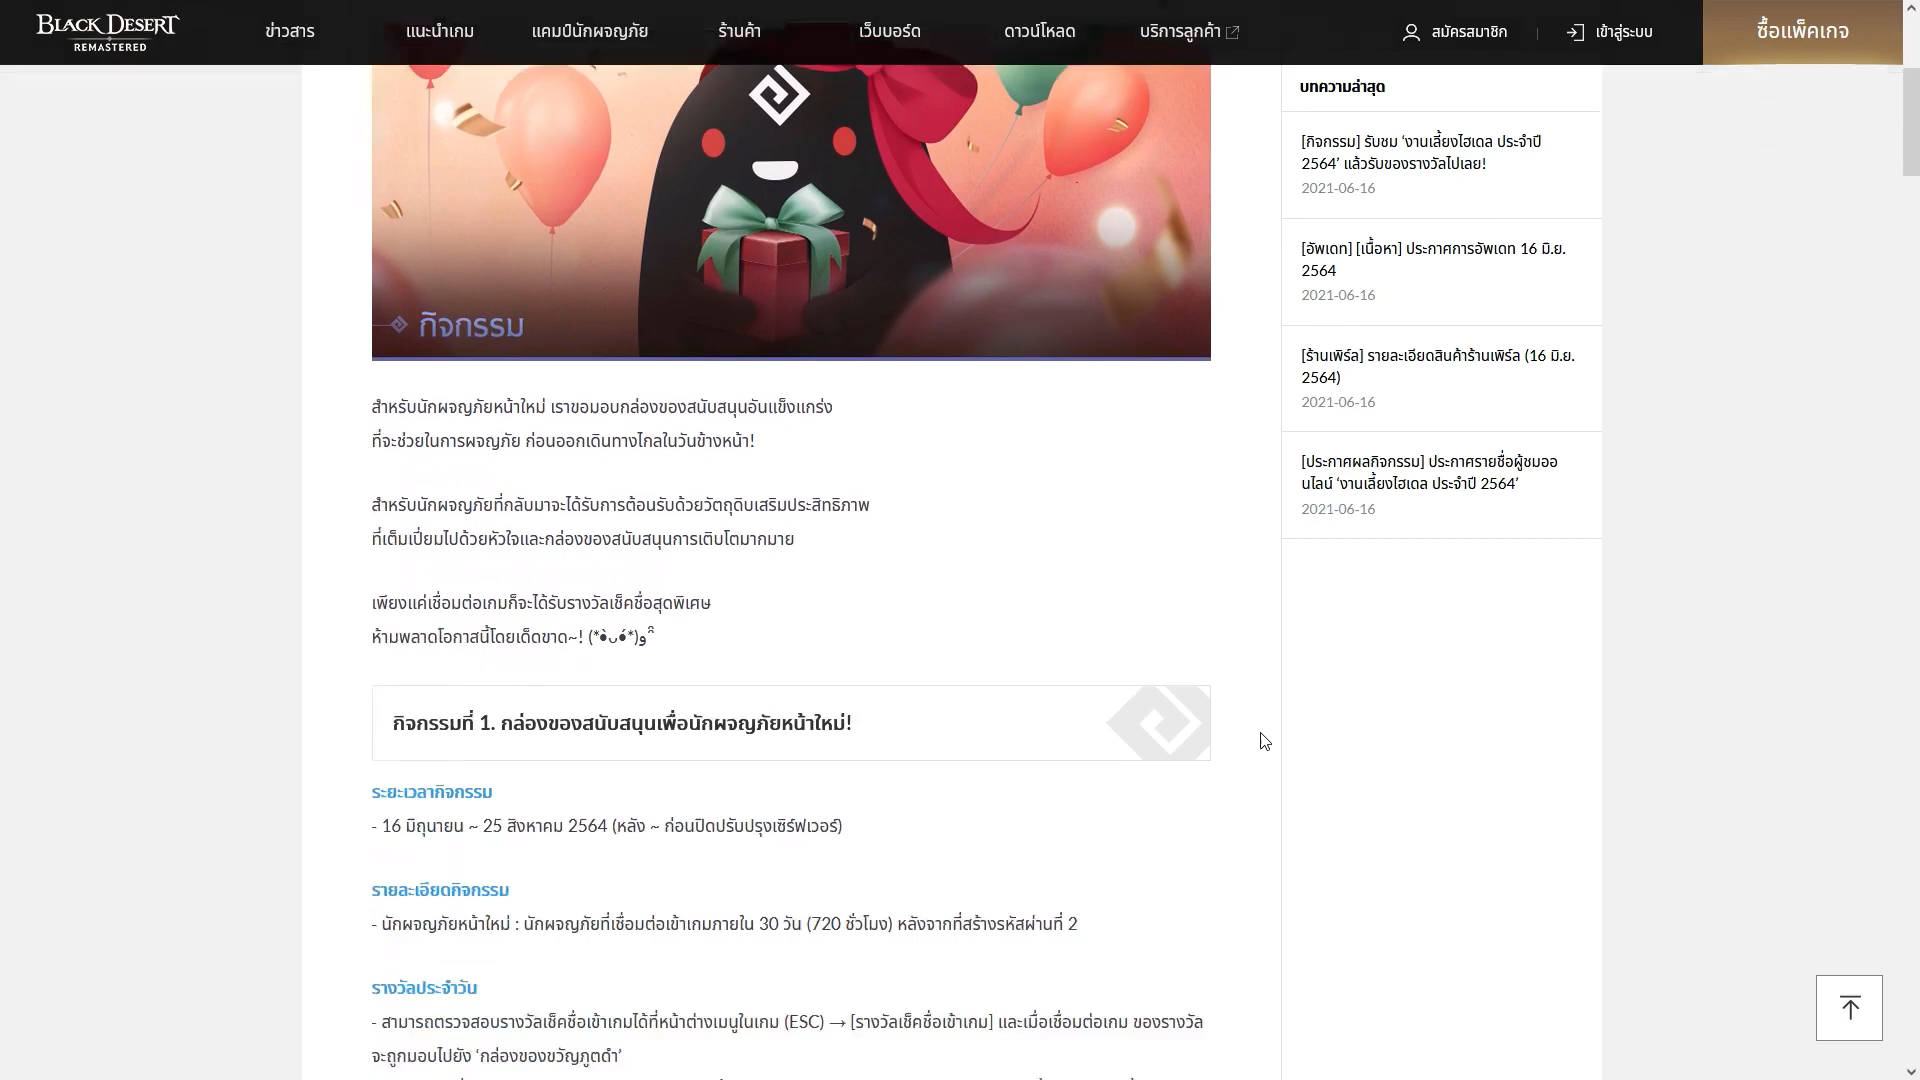 BLACK DESERT
REMASTERED
ข่าวสาร
แนะนำเกม
แคมป์นักผจญภัย
ร้านค้า
เว็บบอร์ด
ดาวน์โหลด
บริการลูกค้า
สมัครสมาชิก
เข้าสู่ระบบ
ซื้อแพ็คเกจ
กิจกรรม
สำหรับนักผจญภัยหน้าใหม่ เราขอมอบกล่องของสนับสนุนอันแข็งแกร่ง
ที่จะช่วยในการผจญภัย ก่อนออกเดินทางไกลในวันข้างหน้า!
สำหรับนักผจญภัยที่กลับมาจะได้รับการต้อนรับด้วยวัตถุดิบเสริมประสิทธิภาพ
ที่เต็มเปี่ยมไปด้วยหัวใจและกล่องของสนับสนุนการเติบโตมากมาย
เพียงแค่เชื่อมต่อเกมก็จะได้รับรางวัลเช็คชื่อสุดพิเศษ
ห้ามพลาดโอกาสนี้โดยเด็ดขาด~! (*•̀ᴗ•́*)و ̑̑
กิจกรรมที่ 1. กล่องของสนับสนุนเพื่อนักผจญภัยหน้าใหม่!
ระยะเวลากิจกรรม
- 16 มิถุนายน ~ 25 สิงหาคม 2564 (หลัง ~ ก่อนปิดปรับปรุงเซิร์ฟเวอร์)
รายละเอียดกิจกรรม
- นักผจญภัยหน้าใหม่ : นักผจญภัยที่เชื่อมต่อเข้าเกมภายใน 30 วัน (720 ชั่วโมง) หลังจากที่สร้างรหัสผ่านที่ 2
รางวัลประจำวัน
- สามารถตรวจสอบรางวัลเช็คชื่อเข้าเกมได้ที่หน้าต่างเมนูในเกม (ESC) → [รางวัลเช็คชื่อเข้าเกม] และเมื่อเชื่อมต่อเกม ของรางวัล
จะถูกมอบไปยัง ‘กล่องของขวัญภูตดำ’
บทความล่าสุด
[กิจกรรม] รับชม ‘งานเลี้ยงไฮเดล ประจำปี
2564’ แล้วรับของรางวัลไปเลย!
2021-06-16
[อัพเดท] [เนื้อหา] ประกาศการอัพเดท 16 มิ.ย.
2564
2021-06-16
[ร้านเพิร์ล] รายละเอียดสินค้าร้านเพิร์ล (16 มิ.ย.
2564)
2021-06-16
[ประกาศผลกิจกรรม] ประกาศรายชื่อผู้ชมออ
นไลน์ ‘งานเลี้ยงไฮเดล ประจำปี 2564’
2021-06-16